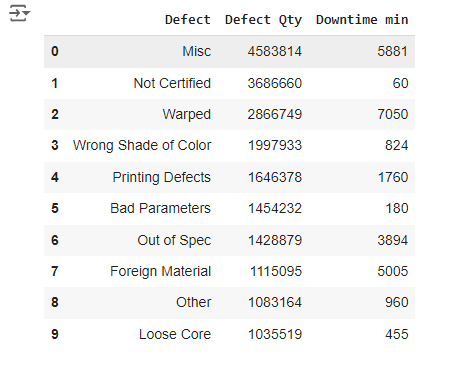 Defect Defect Qty Downtime min
0 Misc 4583814 5881
1 Not Certified 3686660 60
2 Warped 2866749 7050
3 Wrong Shade of Color 1997933 824
4 Printing Defects 1646378 1760
5 Bad Parameters 1454232 180
6 Out of Spec 1428879 3894
7 Foreign Material 1115095 5005
8 Other 1083164 960
9 Loose Core 1035519 455